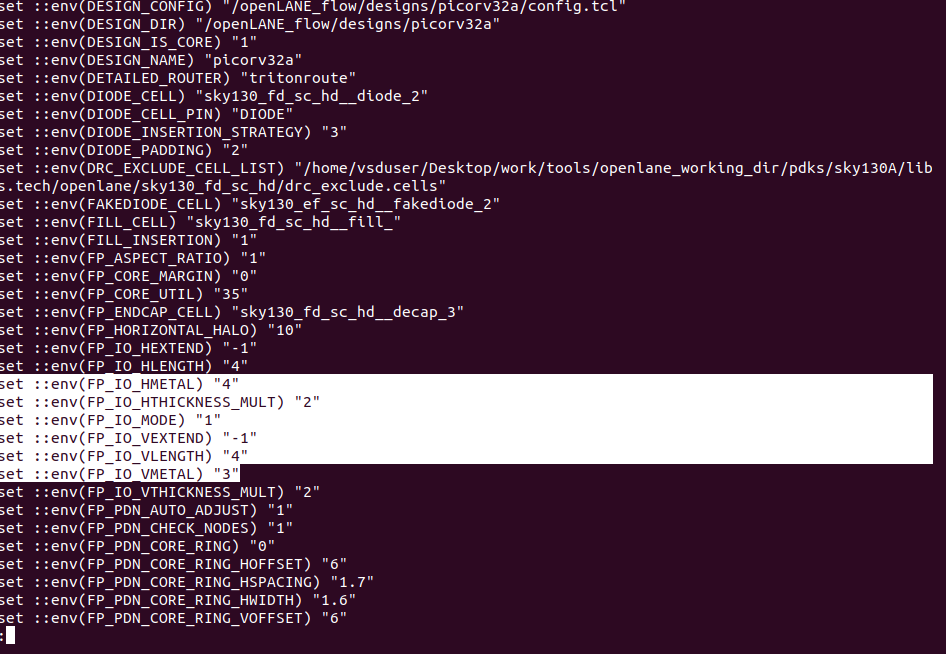 set ::env(DESIGN_CONFIG) "/openLANE_flow/designs/picorv32a/config.tcl"
set ::env(DESIGN_DIR) "/openLANE_flow/designs/picorv32a"
set ::env(DESIGN_IS_CORE) "1"
set ::env(DESIGN_NAME) "picorv32a"
set ::env(DETAILED_ROUTER) "tritonroute"
set ::env(DIODE_CELL) "sky130_fd_sc_hd__diode_2"
set ::env(DIODE_CELL_PIN) "DIODE"
set ::env(DIODE_INSERTION_STRATEGY) "3"
set ::env(DIODE_PADDING) "2"
set ::env(DRC_EXCLUDE_CELL_LIST) "/home/vsduser/Desktop/work/tools/openlane_working_dir/pdks/sky130A/lib
s.tech/openlane/sky130_fd_sc_hd/drc_exclude.cells"
set ::env(FAKEDIODE_CELL) "sky130_ef_sc_hd__fakediode_2"
set ::env(FILL_CELL) "sky130_fd_sc_hd__fill_"
set ::env(FILL_INSERTION) "1"
set ::env(FP_ASPECT_RATIO) "1"
set ::env(FP_CORE_MARGIN) "0"
set ::env(FP_CORE_UTIL) "35"
set ::env(FP_ENDCAP_CELL) "sky130_fd_sc_hd__decap_3"
set ::env(FP_HORIZONTAL_HALO) "10"
set ::env(FP_IO_HEXTEND) "-1"
set ::env(FP_IO_HLENGTH) "4"
set ::env(FP_IO_HMETAL) "4"
set ::env(FP_IO_HTHICKNESS_MULT) "2"
set ::env(FP_IO_MODE) "1"
set ::env(FP_IO_VEXTEND) "-1"
set ::env(FP_IO_VLENGTH) "4"
set ::env(FP_IO_VMETAL) "3"
set ::env(FP_IO_VTHICKNESS_MULT) "2"
set ::env(FP_PDN_AUTO_ADJUST) "1"
set ::env(FP_PDN_CHECK_NODES) "1"
set ::env(FP_PDN_CORE_RING) "0"
set ::env(FP_PDN_CORE_RING_HOFFSET) "6"
set ::env(FP_PDN_CORE_RING_HSPACING) "1.7"
set ::env(FP_PDN_CORE_RING_HWIDTH) "1.6"
set ::env(FP_PDN_CORE_RING_VOFFSET) "6"
: